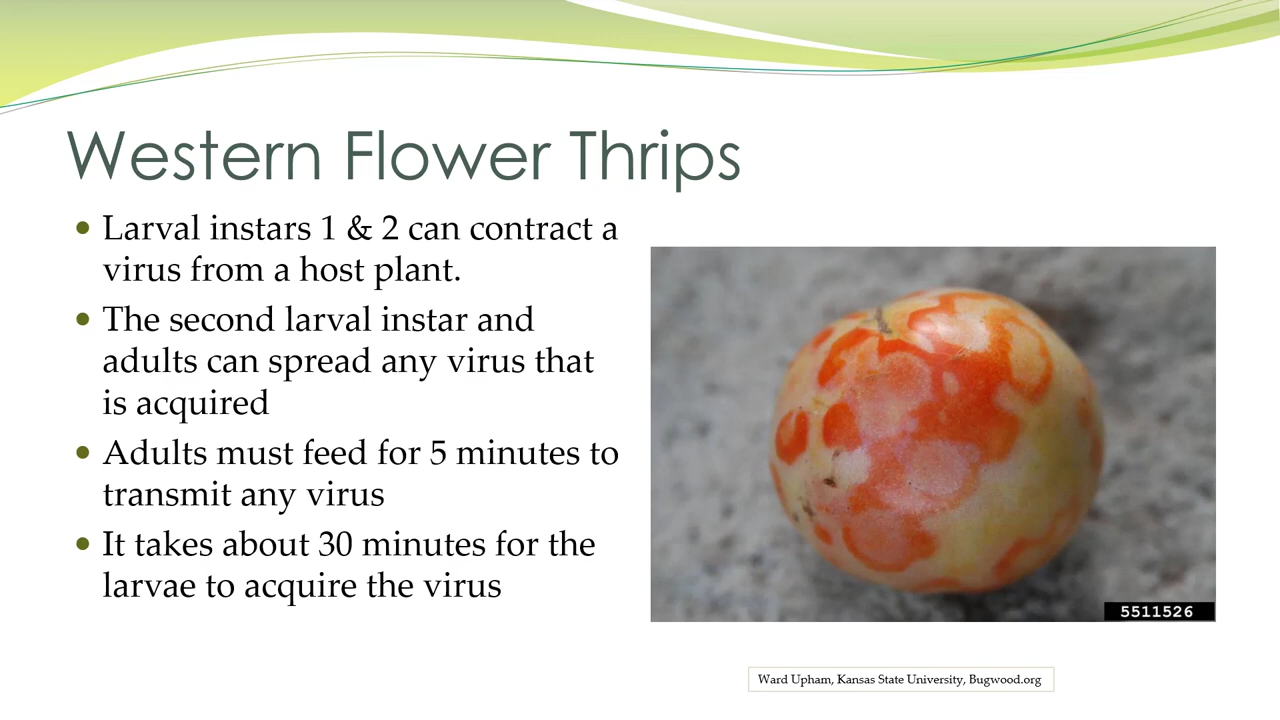 Western Flower Thrips
• Larval instars 1 & 2 can contract a
virus from a host plant.
• The second larval instar and
adults can spread any virus that
is acquired
• Adults must feed for 5 minutes to
transmit any virus
• It takes about 30 minutes for the
larvae to acquire the virus
5511526
Ward Upham, Kansas State University, Bugwood.org